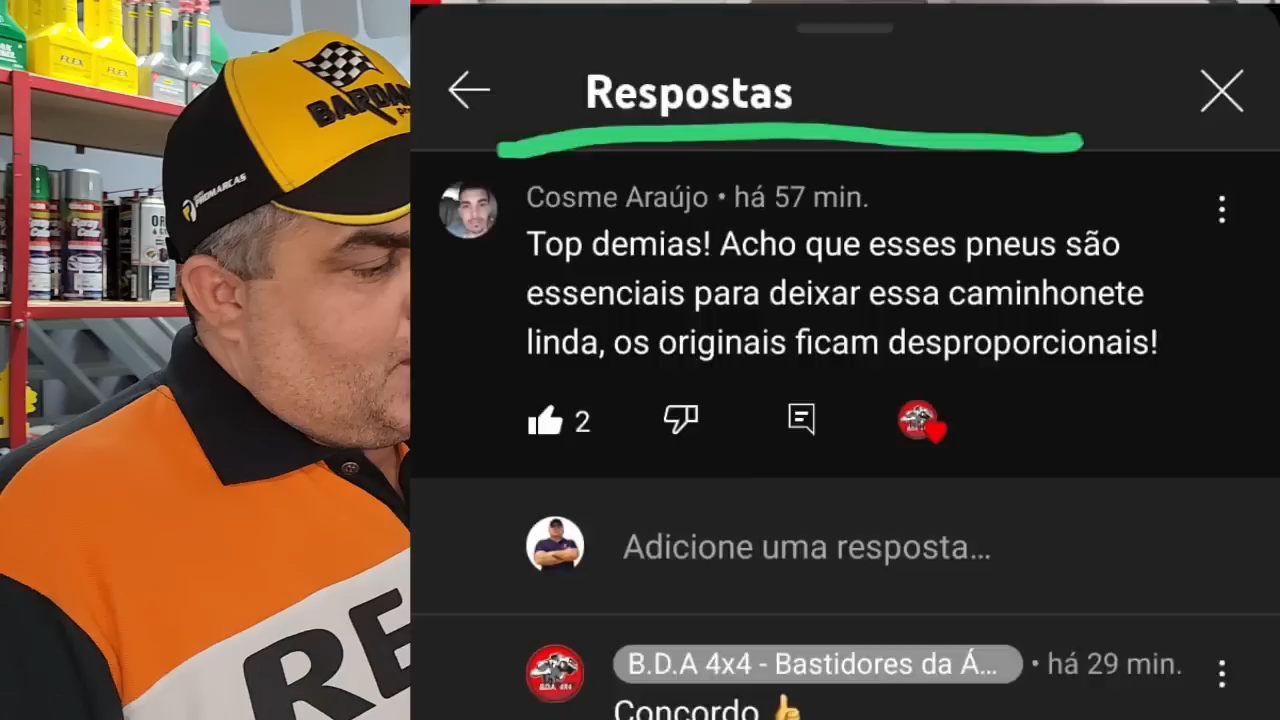 FLEX
FLEX
BARDAHL
PROMARCAS
RE
Respostas
Cosme Araújo • há 57 min.
Top demias! Acho que esses pneus são
essenciais para deixar essa caminhonete
linda, os originais ficam desproporcionais!
2
Adicione uma resposta...
B.D.A 4x4 - Bastidores da Á... • há 29 min.
Concordo 👍